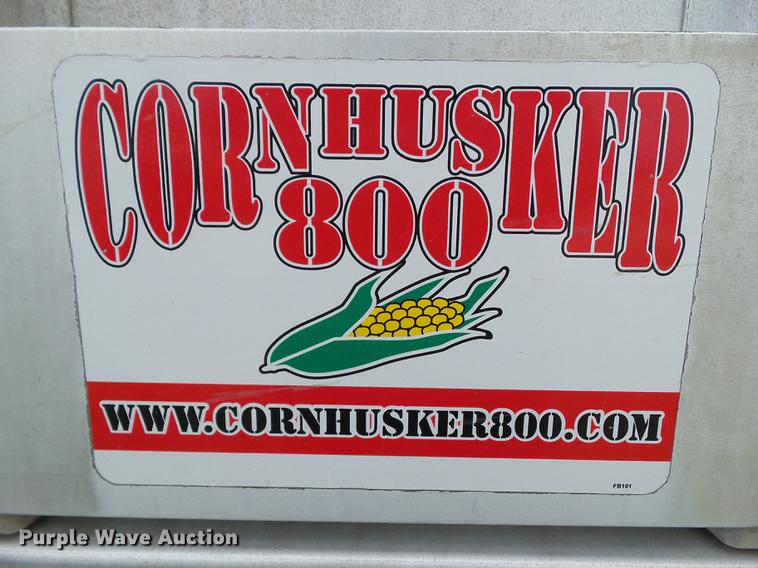 CORNHUSKER
800
WWW.CORNHUSKER800.COM
FB101
Purple Wave Auction